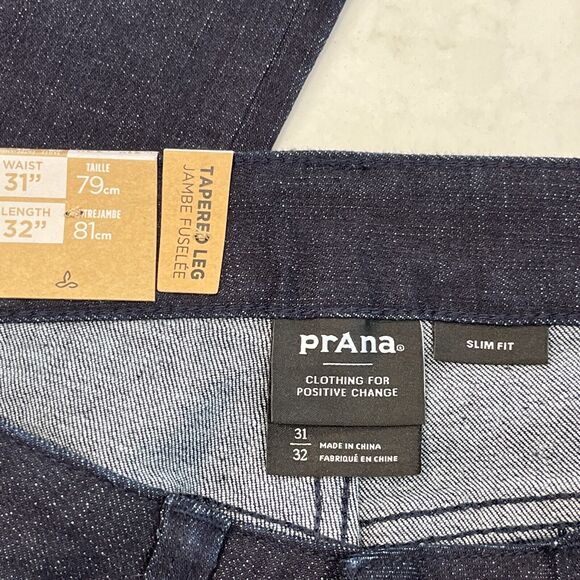 WAIST
31"
TAILLE
79cm
LENGTH
32"
TREJAMBE
81cm
TAPERED LEG
JAMBE FUSELÉE
prAna®
CLOTHING FOR
POSITIVE CHANGE
31
32
MADE IN CHINA
FABRIQUÉ EN CHINE
SLIM FIT